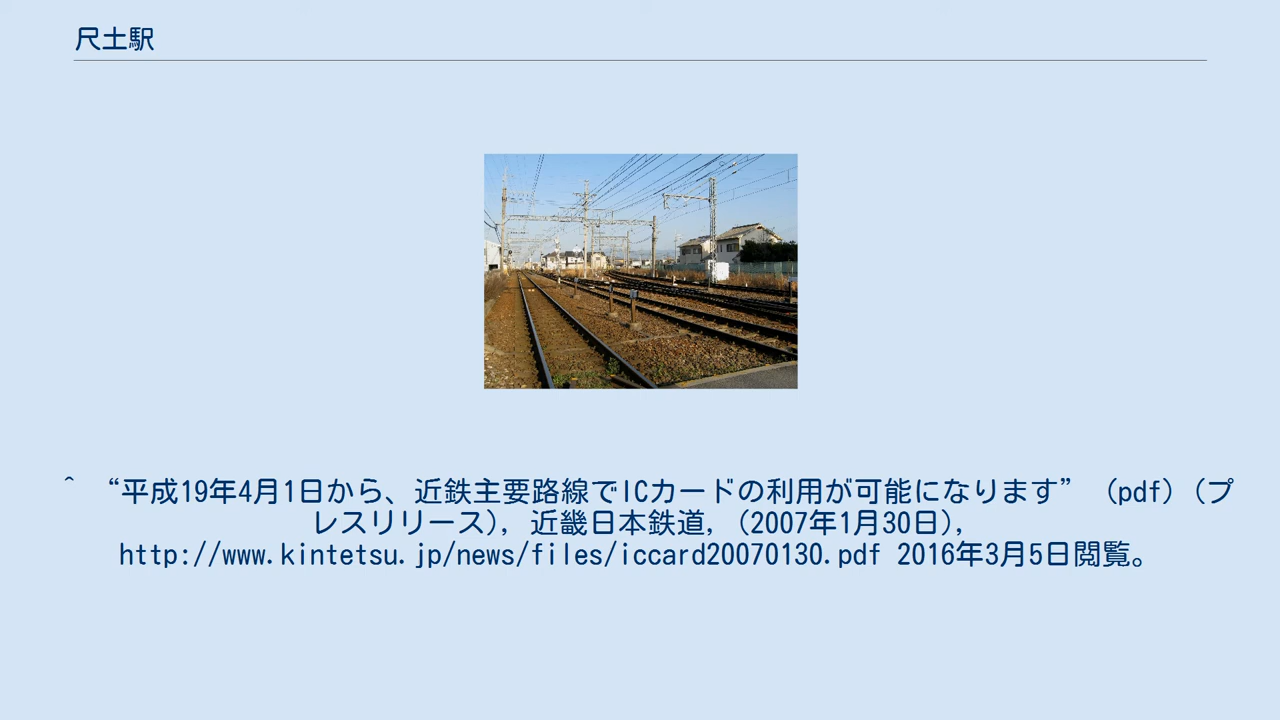 尺土駅
^ “平成19年4月1日から、近鉄主要路線でICカードの利用が可能になります” (pdf) (プ
レスリリース), 近畿日本鉄道, (2007年1月30日),
http://www.kintetsu.jp/news/files/iccard20070130.pdf 2016年3月5日閲覧。